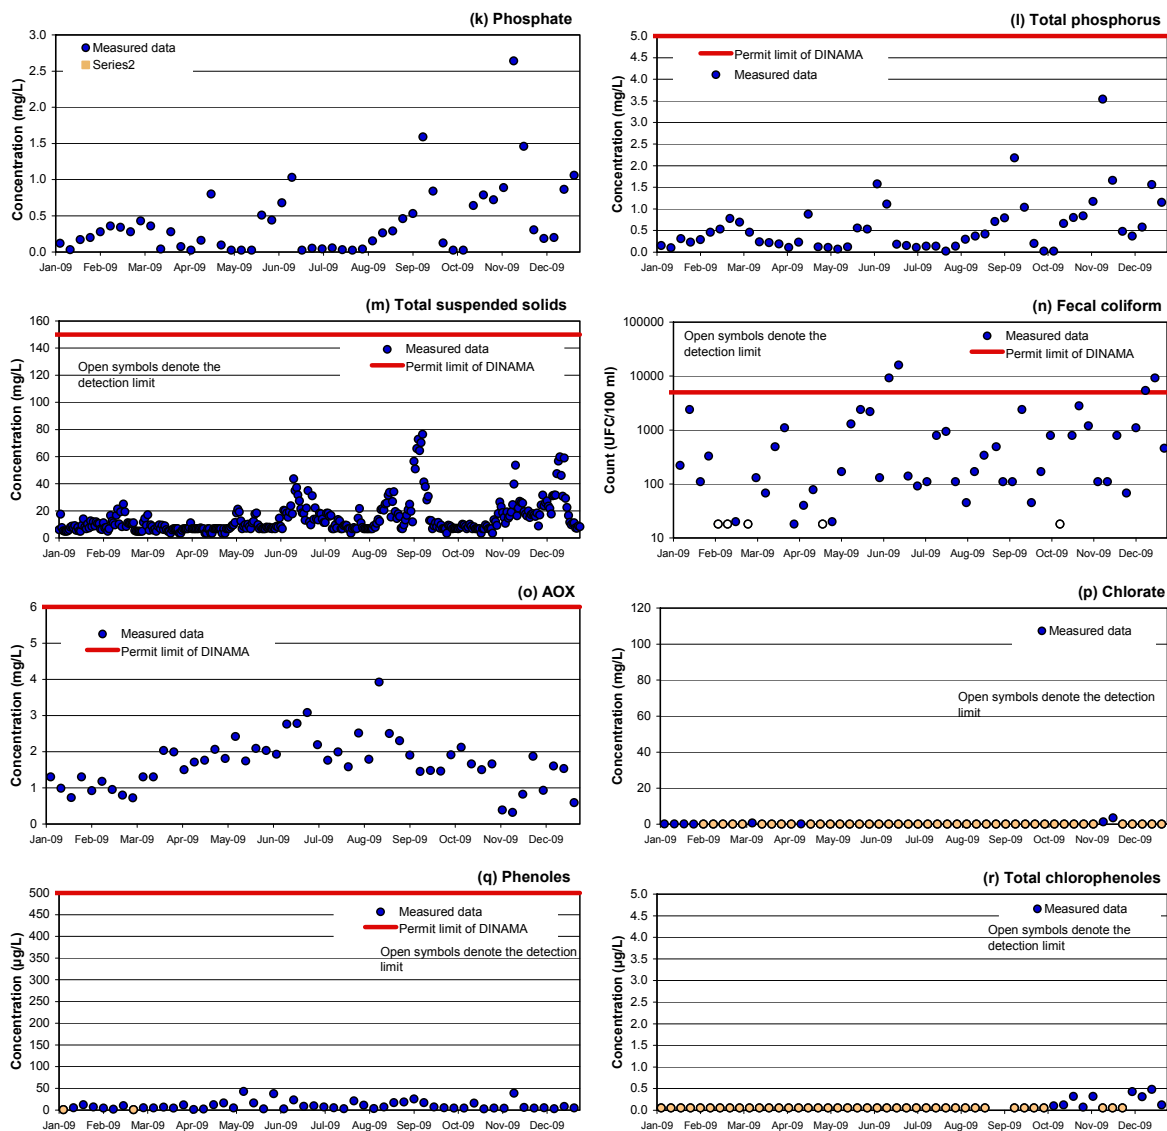 (k) Phosphate
Concentration (mg/L)
3.0
2.5
2.0
1.5
1.0
0.5
0.0
Measured data
Series2
Jan-09 Feb-09 Mar-09 Apr-09 May-09 Jun-09 Jul-09 Aug-09 Sep-09 Oct-09 Nov-09 Dec-09
(l) Total phosphorus
Concentration (mg/L)
5.0
4.5
4.0
3.5
3.0
2.5
2.0
1.5
1.0
0.5
0.0
Permit limit of DINAMA
Measured data
Jan-09 Feb-09 Mar-09 Apr-09 May-09 Jun-09 Jul-09 Aug-09 Sep-09 Oct-09 Nov-09 Dec-09
(m) Total suspended solids
Concentration (mg/L)
160
140
120
100
80
60
40
20
0
Open symbols denote the
detection limit
Measured data
Permit limit of DINAMA
Jan-09 Feb-09 Mar-09 Apr-09 May-09 Jun-09 Jul-09 Aug-09 Sep-09 Oct-09 Nov-09 Dec-09
(n) Fecal coliform
Count (UFC/100 ml)
100000
10000
1000
100
10
Open symbols denote the
detection limit
Measured data
Permit limit of DINAMA
Jan-09 Feb-09 Mar-09 Apr-09 May-09 Jun-09 Jul-09 Aug-09 Sep-09 Oct-09 Nov-09 Dec-09
(o) AOX
Concentration (mg/L)
6
5
4
3
2
1
0
Measured data
Permit limit of DINAMA
Jan-09 Feb-09 Mar-09 Apr-09 May-09 Jun-09 Jul-09 Aug-09 Sep-09 Oct-09 Nov-09 Dec-09
(p) Chlorate
Concentration (mg/L)
120
100
80
60
40
20
0
Measured data
Open symbols denote the detection
limit
Jan-09 Feb-09 Mar-09 Apr-09 May-09 Jun-09 Jul-09 Aug-09 Sep-09 Oct-09 Nov-09 Dec-09
(q) Phenoles
Concentration (µg/L)
500
450
400
350
300
250
200
150
100
50
0
Measured data
Permit limit of DINAMA
Open symbols denote the detection
limit
Jan-09 Feb-09 Mar-09 Apr-09 May-09 Jun-09 Jul-09 Aug-09 Sep-09 Oct-09 Nov-09 Dec-09
(r) Total chlorophenoles
Concentration (µg/L)
5.0
4.5
4.0
3.5
3.0
2.5
2.0
1.5
1.0
0.5
0.0
Measured data
Open symbols denote the
detection limit
Jan-09 Feb-09 Mar-09 Apr-09 May-09 Jun-09 Jul-09 Aug-09 Sep-09 Oct-09 Nov-09 Dec-09